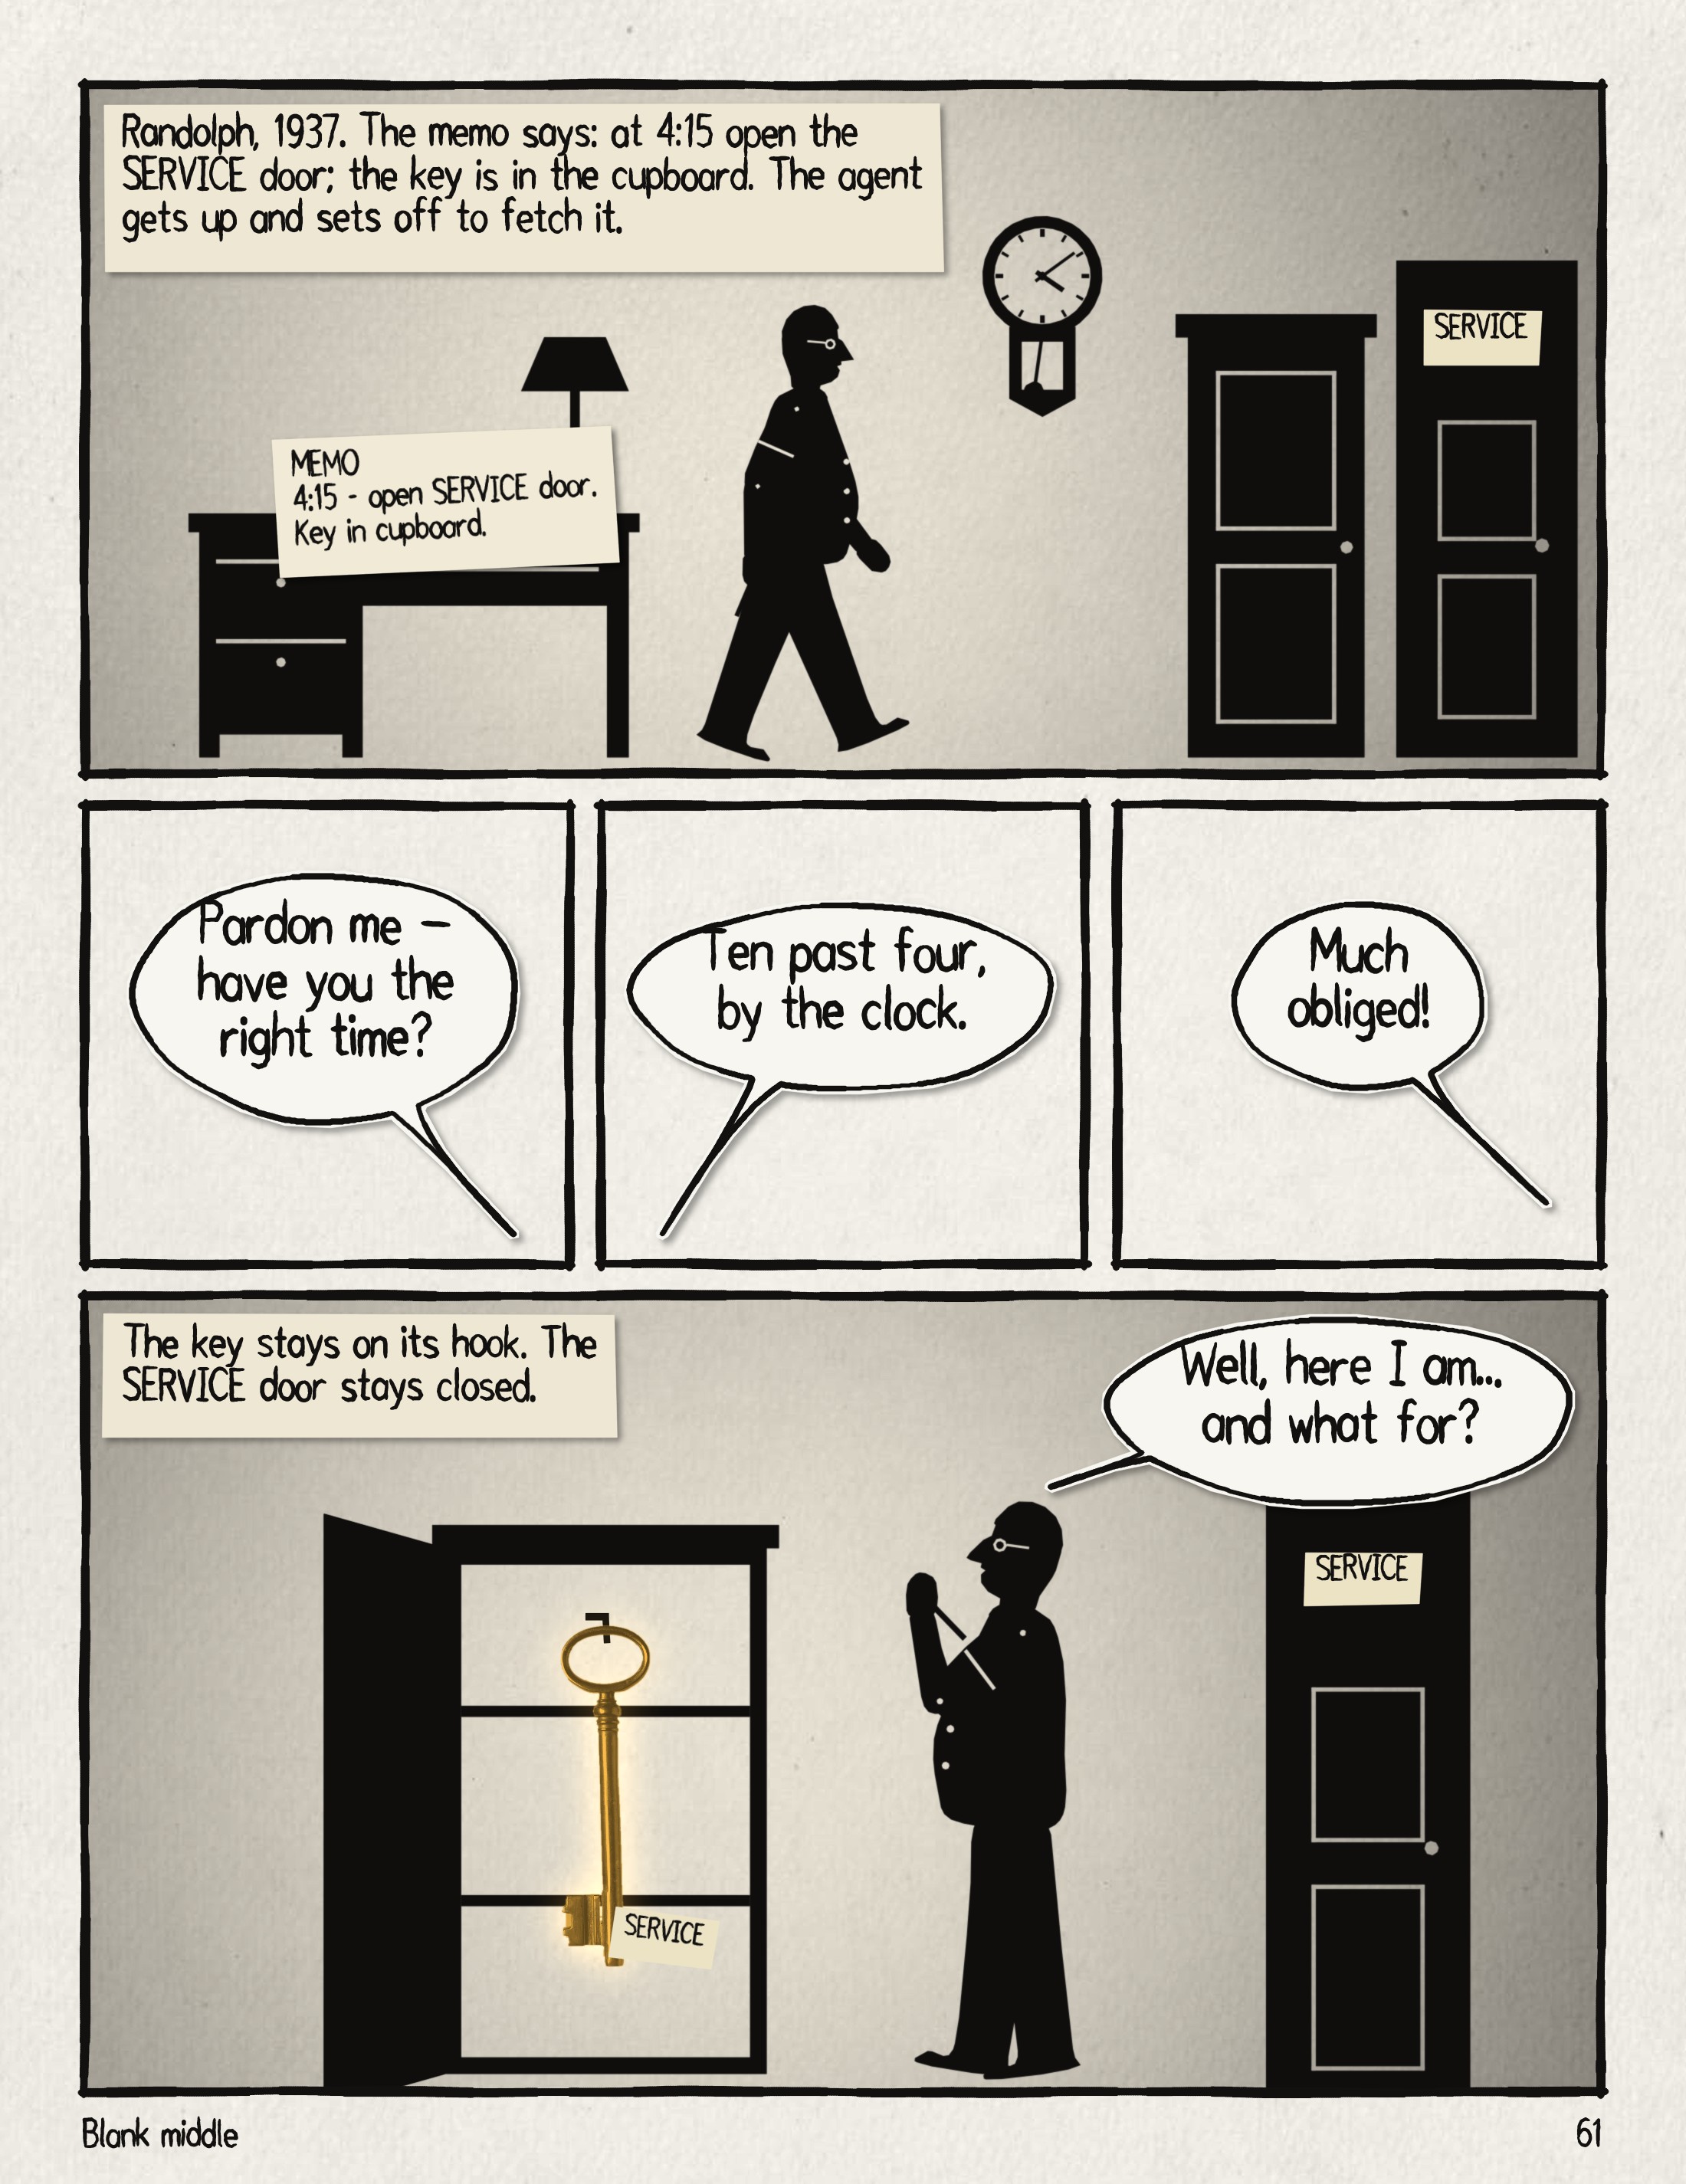 Randolph, 1937. The memo says: at 4:15 open the
SERVICE door; the key is in the cupboard. The agent
gets up and sets off to fetch it.
SERVICE
MEMO
4:15 - open SERVICE door.
Key in cupboard.
Pardon me –
have you the
right time?
Ten past four,
by the clock.
Much
obliged!
The key stays on its hook. The
SERVICE door stays closed.
Well, here I am...
and what for?
SERVICE
SERVICE
Blank middle
61